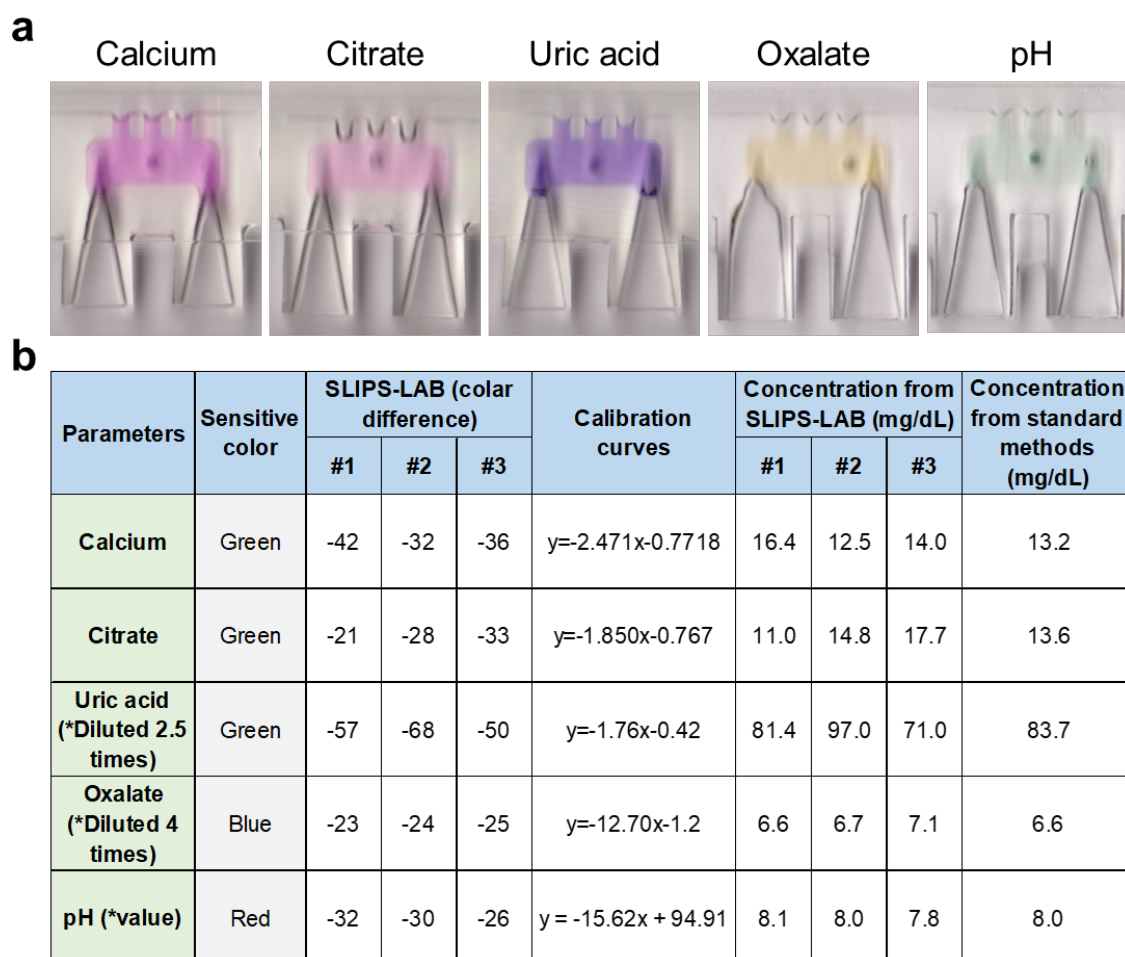 a
Calcium Citrate Uric acid Oxalate pH
b
Parameters
Sensitive
color
SLIPS-LAB (colar
difference)
#1 #2 #3
Calibration
curves
Concentration from
SLIPS-LAB (mg/dL)
#1 #2 #3
Concentration
from standard
methods
(mg/dL)
Calcium Green -42 -32 -36 y=-2.471x-0.7718 16.4 12.5 14.0 13.2
Citrate Green -21 -28 -33 y=-1.850x-0.767 11.0 14.8 17.7 13.6
Uric acid
(*Diluted 2.5
times)
Green -57 -68 -50 y=-1.76x-0.42 81.4 97.0 71.0 83.7
Oxalate
(*Diluted 4
times)
Blue -23 -24 -25 y=-12.70x-1.2 6.6 6.7 7.1 6.6
pH (*value) Red -32 -30 -26 y = -15.62x + 94.91 8.1 8.0 7.8 8.0